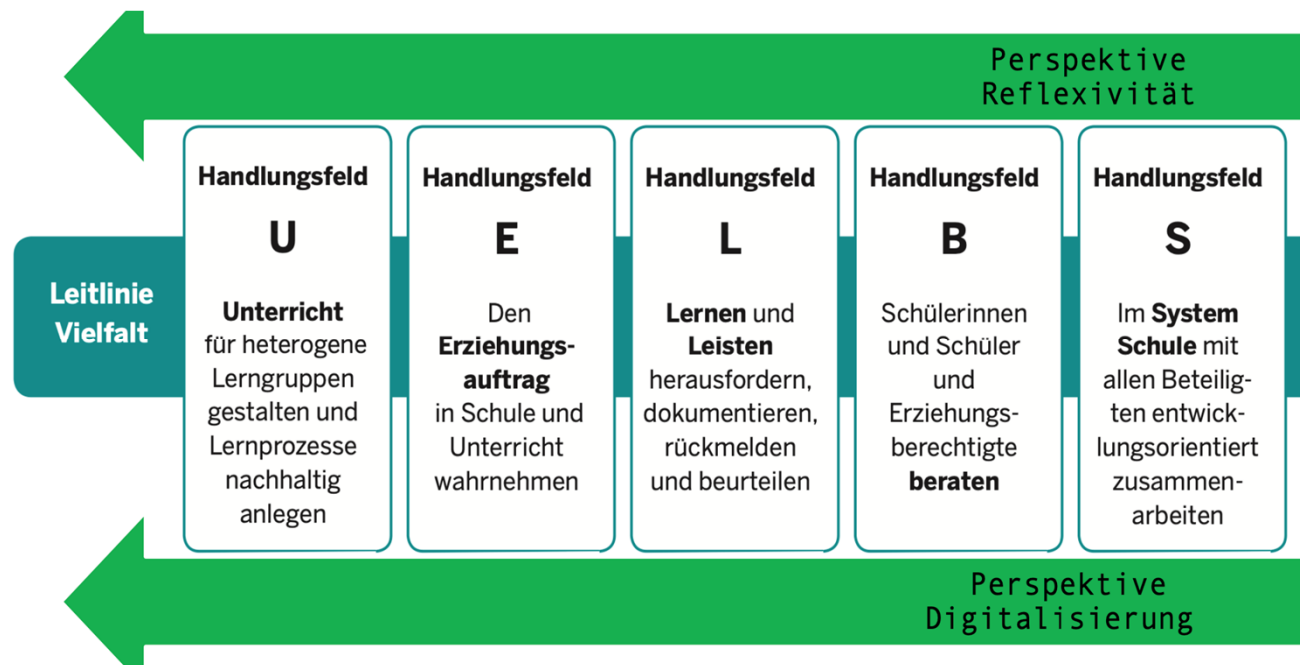 Perspektive
Reflexivität
Leitlinie
Vielfalt
Handlungsfeld
U
Unterricht
für heterogene
Lerngruppen
gestalten und
Lernprozesse
nachhaltig
anlegen
Handlungsfeld
E
Den
Erziehungs-
auftrag
in Schule und
Unterricht
wahrnehmen
Handlungsfeld
L
Lernen und
Leisten
herausfordern,
dokumentieren,
rückmelden
und beurteilen
Handlungsfeld
B
Schülerinnen
und Schüler
und
Erziehungs-
berechtigte
beraten
Handlungsfeld
S
Im System
Schule mit
allen Beteilig-
ten entwick-
lungsorientiert
zusammen-
arbeiten
Perspektive
Digitalisierung